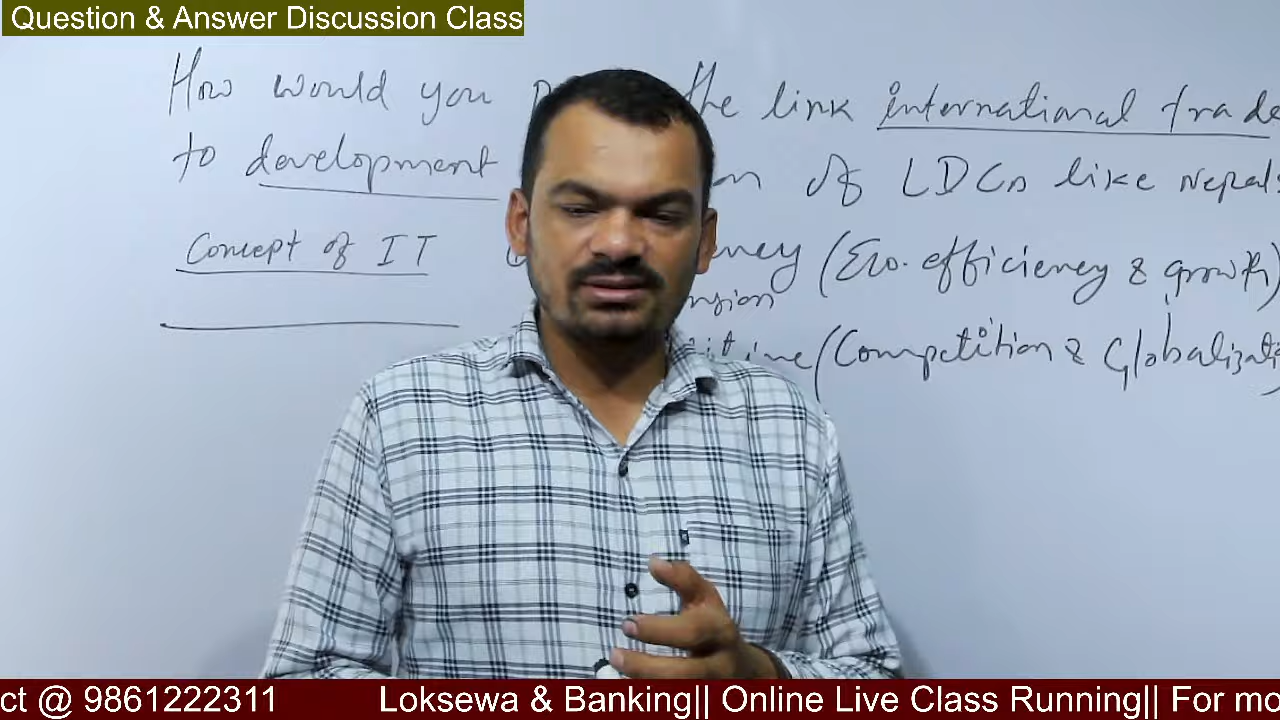 Question & Answer Discussion Class
How would you the link international trade
to development of LDCs like Nepal
Concept of IT (Eco. efficiency & growth)
(Competition & Globalizati
ct @ 9861222311 Loksewa & Banking|| Online Live Class Running|| For mo